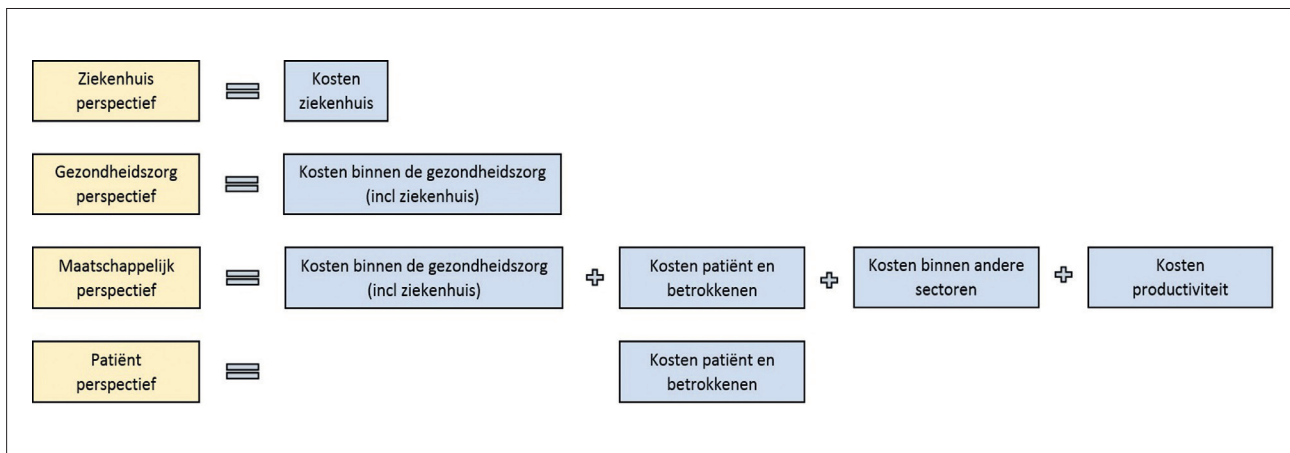 Ziekenhuis
perspectief
Kosten
ziekenhuis
Gezondheidszorg
perspectief
Kosten binnen de gezondheidszorg
(incl ziekenhuis)
Maatschappelijk
perspectief
Kosten binnen de gezondheidszorg
(incl ziekenhuis)
Kosten patiënt en
betrokkenen
Kosten binnen andere
sectoren
Kosten
productiviteit
Patiënt
perspectief
Kosten patiënt en
betrokkenen